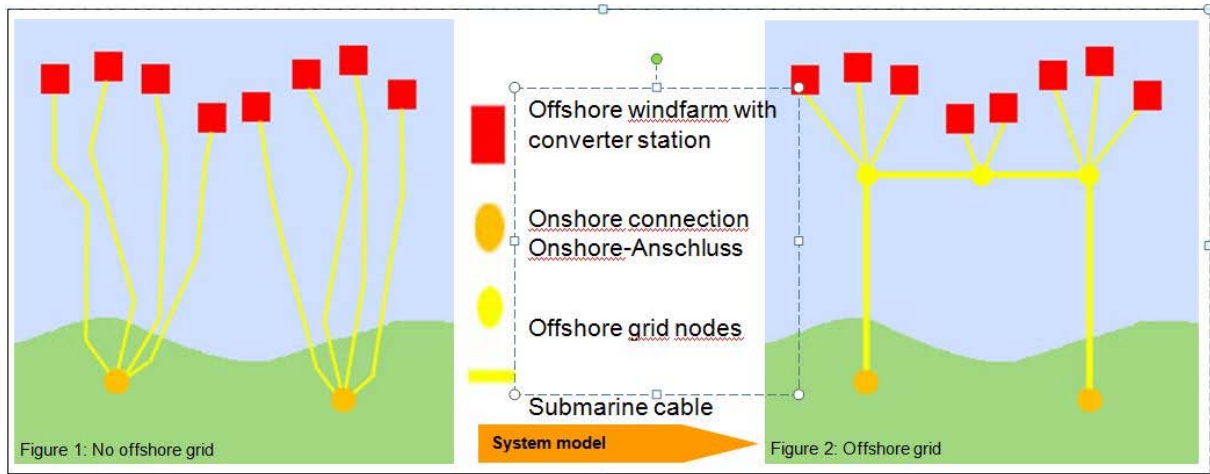 Offshore windfarm with
converter station
Onshore connection
Onshore-Anschluss
Offshore grid nodes
Submarine cable
System model
Figure 1: No offshore grid
Figure 2: Offshore grid